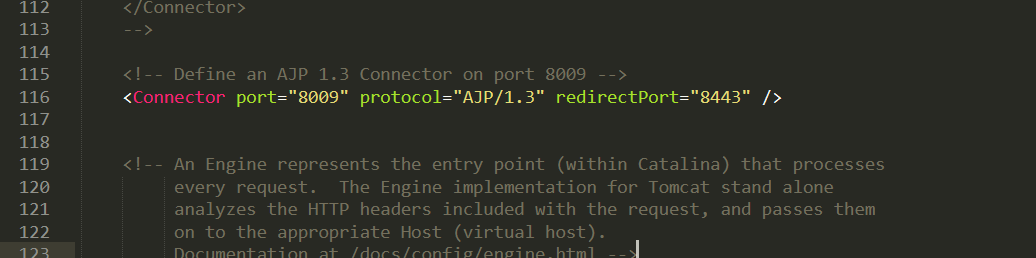 112 </Connector>
113 -->
114
115 <!-- Define an AJP 1.3 Connector on port 8009 -->
116 <Connector port="8009" protocol="AJP/1.3" redirectPort="8443" />
117
118
119 <!-- An Engine represents the entry point (within Catalina) that processes
120 every request.  The Engine implementation for Tomcat stand alone
121 analyzes the HTTP headers included with the request, and passes them
122 on to the appropriate Host (virtual host).
123 Documentation at /docs/config/engine.html -->